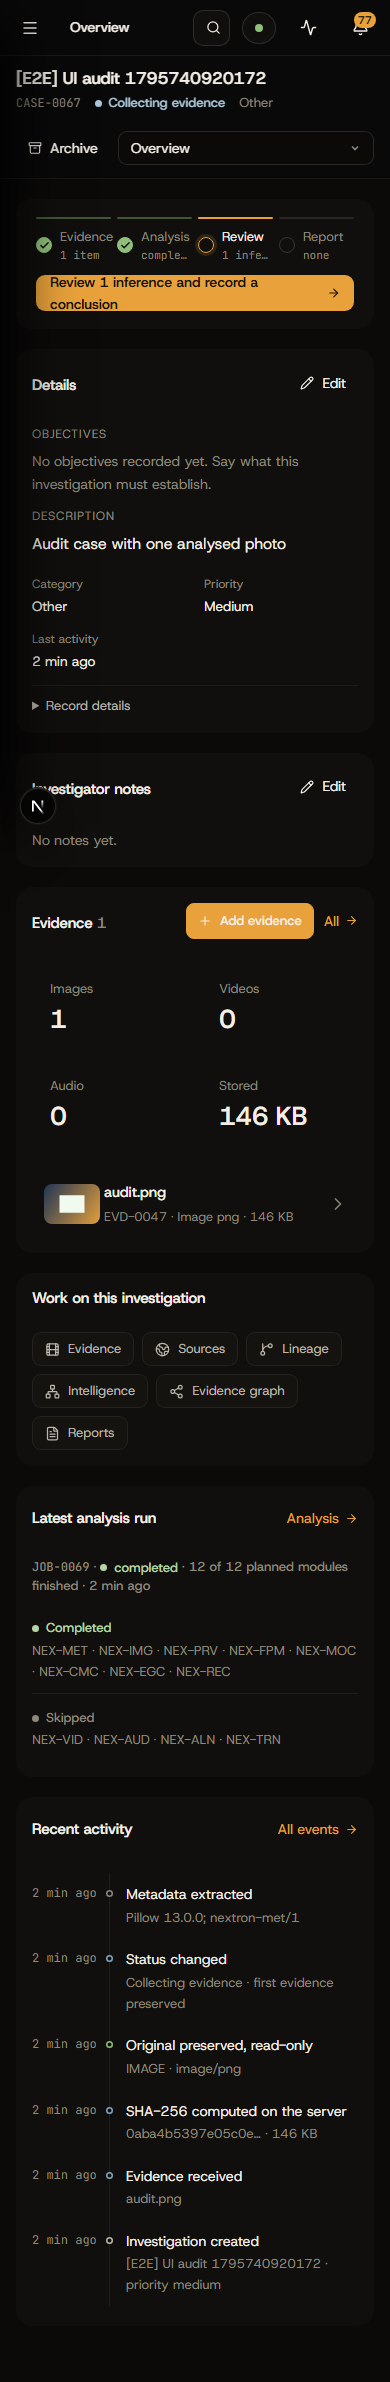 Overview
77
[E2E] UI audit 1795740920172
CASE-0067 Collecting evidence Other
Archive Overview
Evidence Analysis Review Report
1 item comple… 1 infe… none
Review 1 inference and record a
conclusion
Details Edit
OBJECTIVES
No objectives recorded yet. Say what this
investigation must establish.
DESCRIPTION
Audit case with one analysed photo
Category Priority
Other Medium
Last activity
2 min ago
Record details
Investigator notes Edit
N
No notes yet.
Evidence 1 Add evidence All
Images Videos
1 0
Audio Stored
0 146 KB
audit.png
EVD-0047 · Image png · 146 KB
Work on this investigation
Evidence Sources Lineage
Intelligence Evidence graph
Reports
Latest analysis run Analysis
JOB-0069 · completed · 12 of 12 planned modules
finished · 2 min ago
Completed
NEX-MET · NEX-IMG · NEX-PRV · NEX-FPM · NEX-MOC
· NEX-CMC · NEX-EGC · NEX-REC
Skipped
NEX-VID · NEX-AUD · NEX-ALN · NEX-TRN
Recent activity All events
2 min ago Metadata extracted
Pillow 13.0.0; nextron-met/1
2 min ago Status changed
Collecting evidence · first evidence
preserved
2 min ago Original preserved, read-only
IMAGE · image/png
2 min ago SHA-256 computed on the server
0aba4b5397e05c0e… · 146 KB
2 min ago Evidence received
audit.png
2 min ago Investigation created
[E2E] UI audit 1795740920172 ·
priority medium